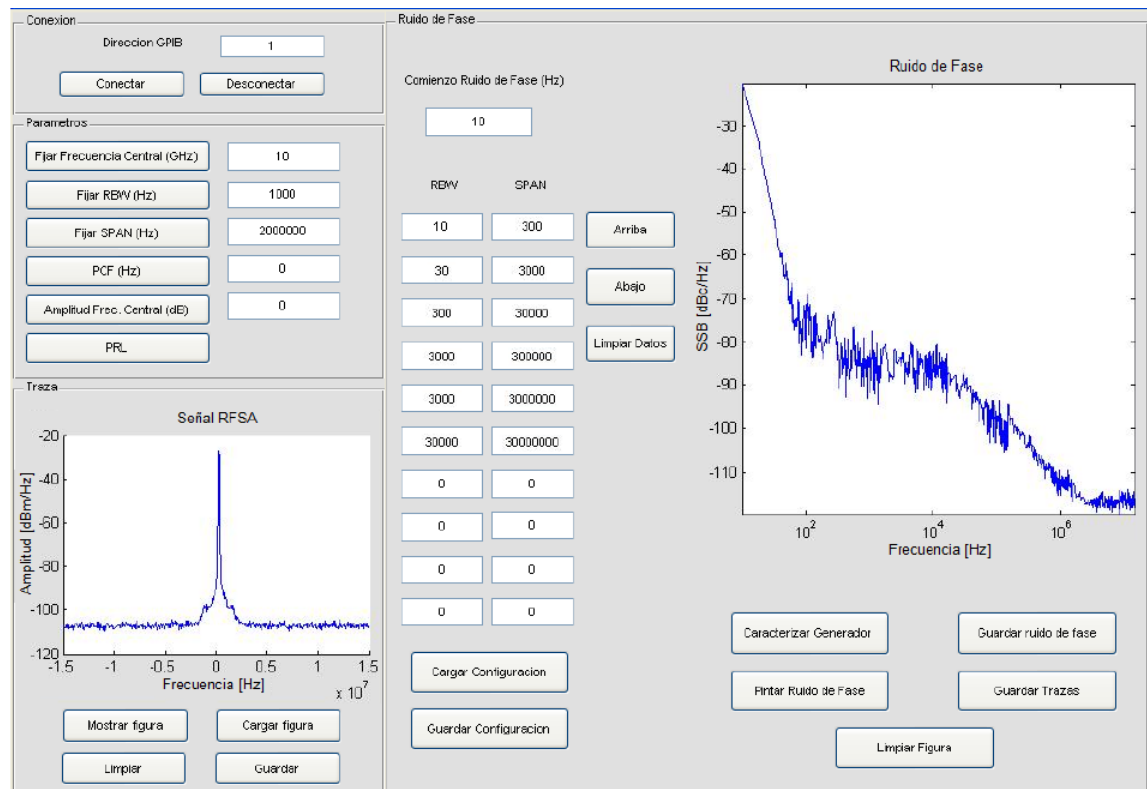 Conexion
Direccion GPIB
1
Conectar
Desconectar
Parametros
Fijar Frecuencia Central (GHz)
10
Fijar RBW (Hz)
1000
Fijar SPAN (Hz)
2000000
PCF (Hz)
0
Amplitud Frec. Central (dB)
0
PRL
Traza
Señal RFSA
Amplitud [dBm/Hz]
-20
-40
-60
-80
-100
-120
-1.5 -1 -0.5 0 0.5 1 1.5
Frecuencia [Hz]
x 10^7
Mostrar figura
Cargar figura
Limpiar
Guardar
Ruido de Fase
Comienzo Ruido de Fase (Hz)
10
RBW SPAN
10 300
30 3000
300 30000
3000 300000
3000 3000000
30000 30000000
0 0
0 0
0 0
0 0
Arriba
Abajo
Limpiar Datos
Cargar Configuracion
Guardar Configuracion
Ruido de Fase
SSB [dBc/Hz]
-30
-40
-50
-60
-70
-80
-90
-100
-110
10^2 10^4 10^6
Frecuencia [Hz]
Caracterizar Generador
Guardar ruido de fase
Pintar Ruido de Fase
Guardar Trazas
Limpiar Figura